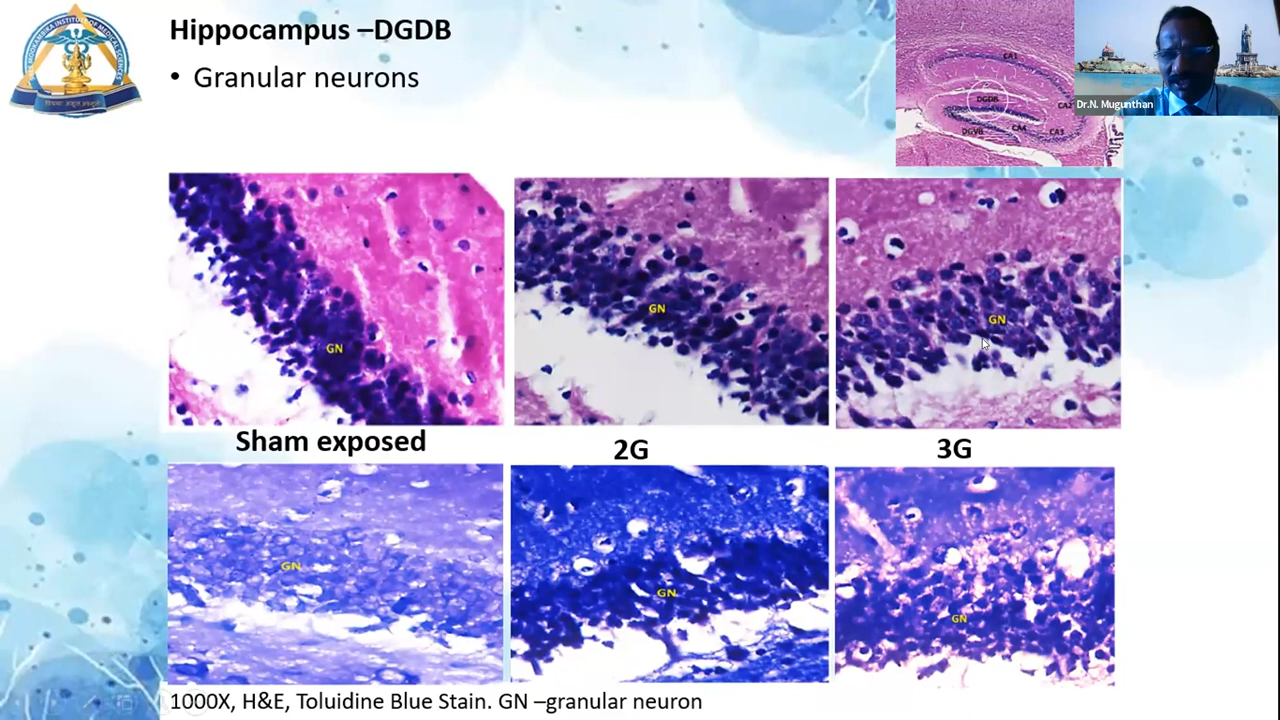 Hippocampus –DGDB
• Granular neurons
CA1
DGDB
CA2
CA4
DGVB
CA3
Dr.N. Mugunthan
GN
GN
GN
Sham exposed
2G
3G
GN
GN
GN
1000X, H&E, Toluidine Blue Stain. GN –granular neuron